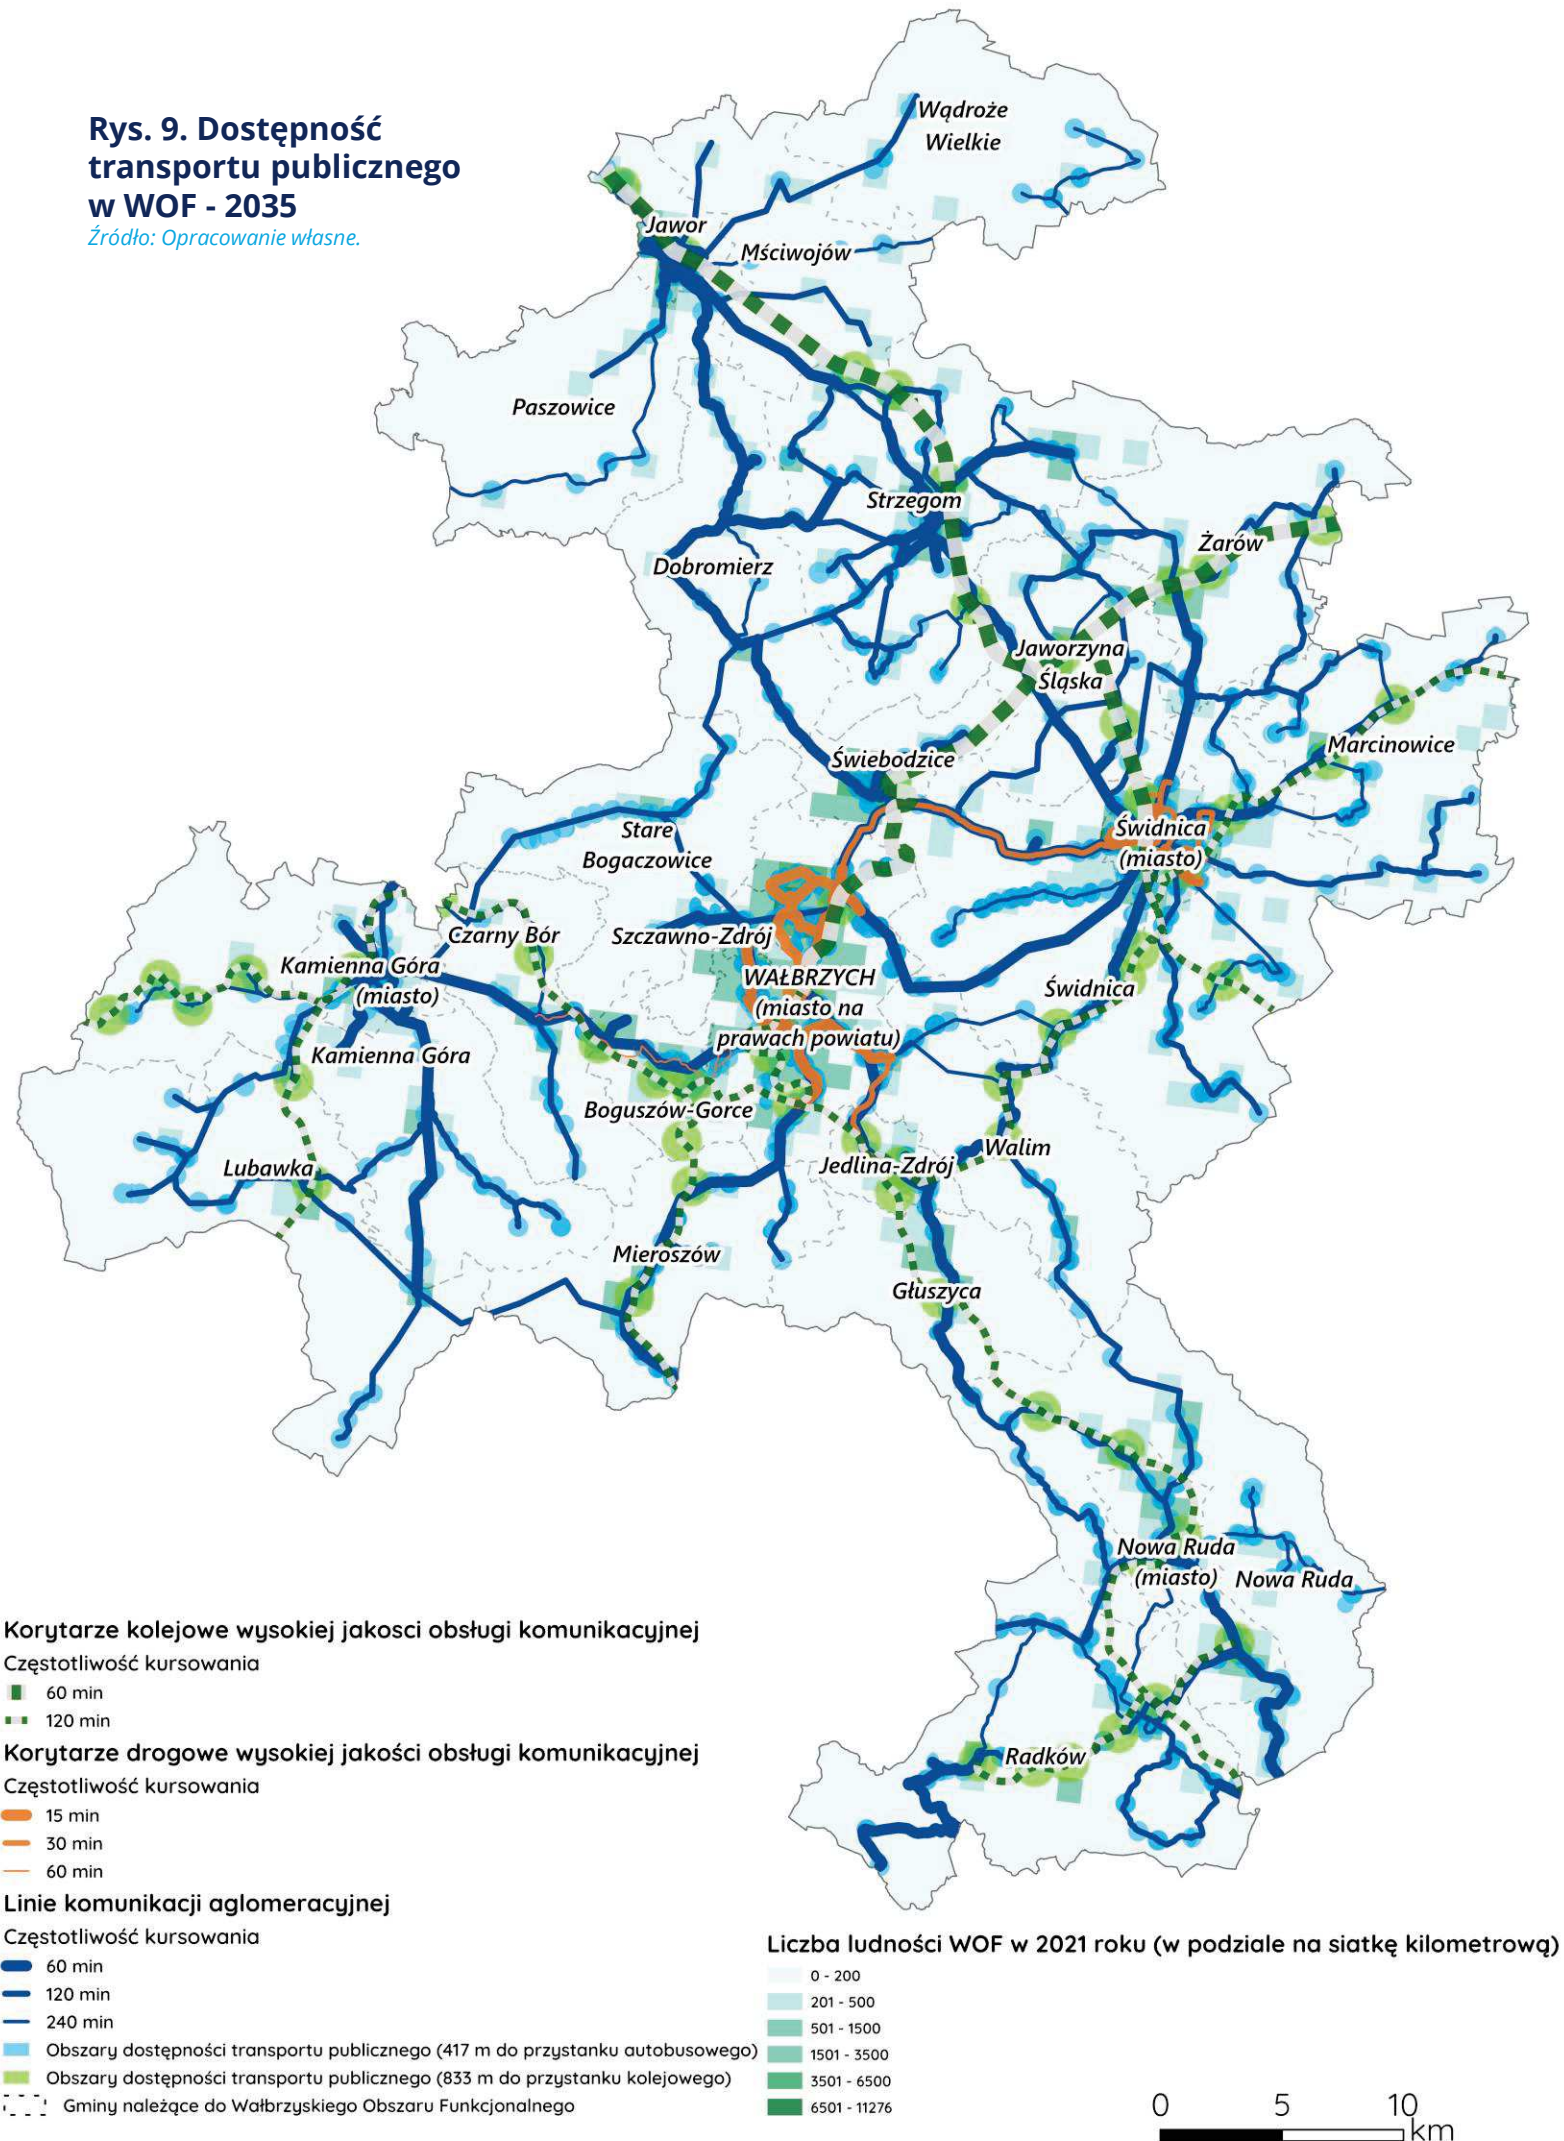 Rys. 9. Dostępność
transportu publicznego
w WOF - 2035
Źródło: Opracowanie własne.
Wądroże
Wielkie
Jawor
Mściwojów
Paszowice
Strzegom
Żarów
Dobromierz
Jaworzyna
Śląska
Marcinowice
Świebodzice
Stare
Bogaczowice
Świdnica
(miasto)
Czarny Bór
Szczawno-Zdrój
Kamienna Góra
(miasto)
WAŁBRZYCH
(miasto na
prawach powiatu)
Świdnica
Kamienna Góra
Boguszów-Gorce
Lubawka
Jedlina-Zdrój
Walim
Mieroszów
Głuszyca
Nowa Ruda
(miasto)
Nowa Ruda
Radków
Korytarze kolejowe wysokiej jakosci obsługi komunikacyjnej
Częstotliwość kursowania
60 min
120 min
Korytarze drogowe wysokiej jakości obsługi komunikacyjnej
Częstotliwość kursowania
15 min
30 min
60 min
Linie komunikacji aglomeracyjnej
Częstotliwość kursowania
60 min
120 min
240 min
Obszary dostępności transportu publicznego (417 m do przystanku autobusowego)
Obszary dostępności transportu publicznego (833 m do przystanku kolejowego)
Gminy należące do Wałbrzyskiego Obszaru Funkcjonalnego
Liczba ludności WOF w 2021 roku (w podziale na siatkę kilometrową)
0 - 200
201 - 500
501 - 1500
1501 - 3500
3501 - 6500
6501 - 11276
0 5 10
km